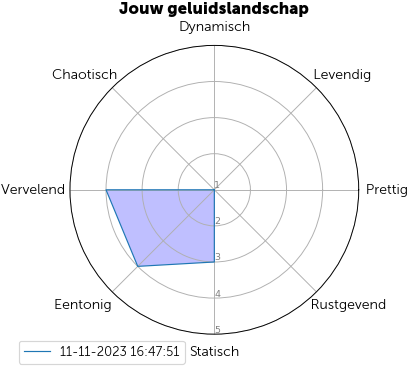 Jouw geluidslandschap
Dynamisch
Chaotisch
Levendig
Vervelend
Prettig
1
2
3
4
5
Eentonig
Rustgevend
Statisch
11-11-2023 16:47:51